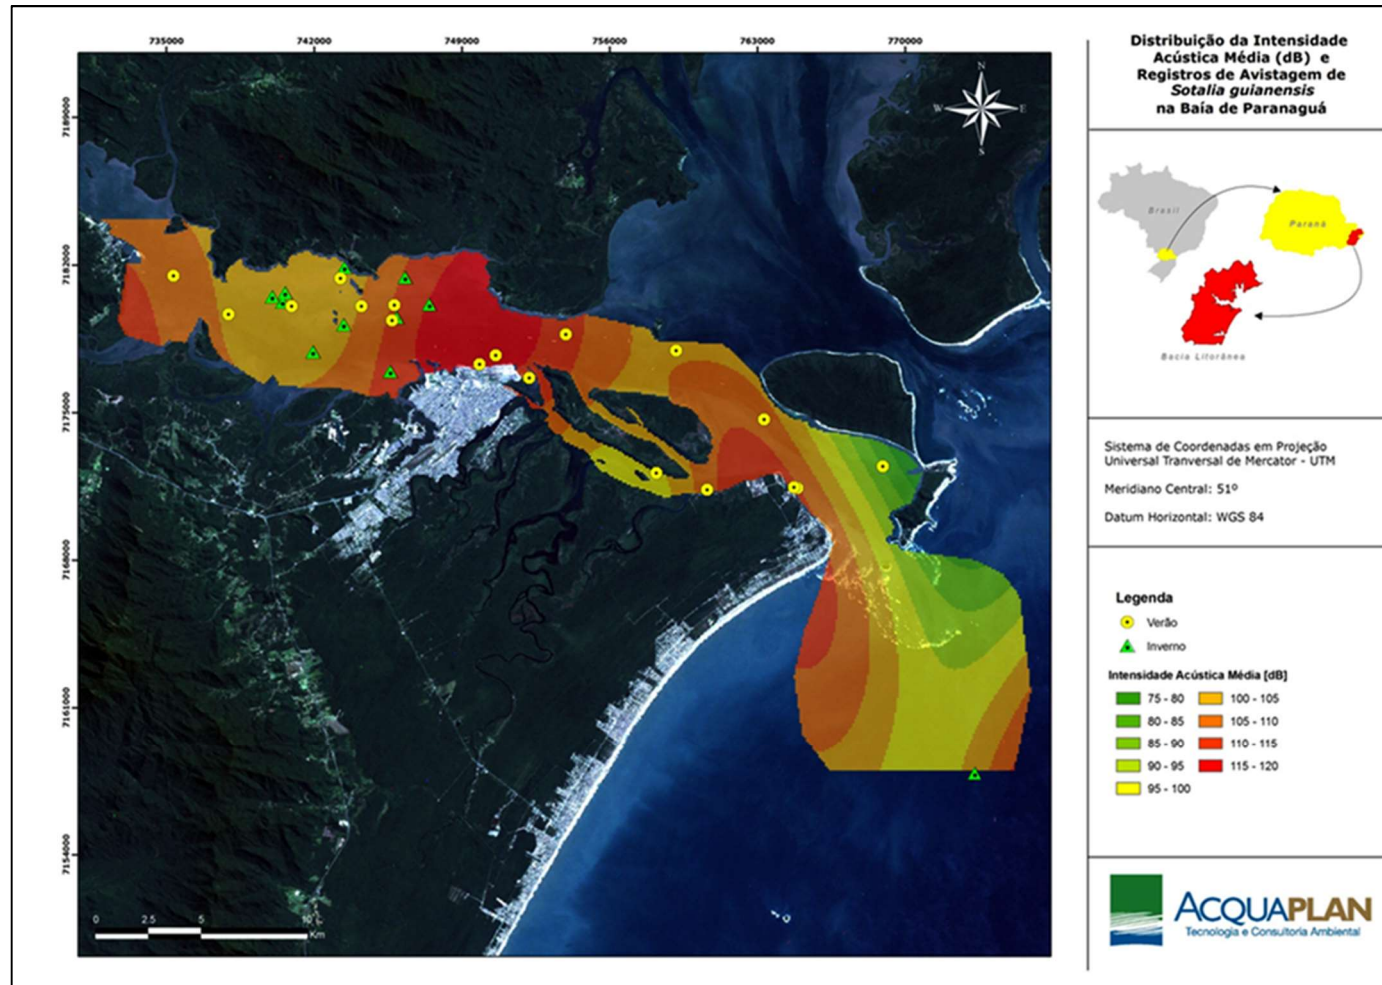 735000
742000
749000
756000
763000
770000
7189000
7182000
7175000
7168000
7161000
7154000
N
W
E
S
0
2.5
5
10
Km
Distribuição da Intensidade
Acústica Média (dB) e
Registros de Avistagem de
Sotalia guianensis
na Baía de Paranaguá
Brasil
Paraná
Bacia Litorânea
Sistema de Coordenadas em Projeção
Universal Tranversal de Mercator - UTM
Meridiano Central: 51º
Datum Horizontal: WGS 84
Legenda
Verão
Inverno
Intensidade Acústica Média [dB]
75 - 80
80 - 85
85 - 90
90 - 95
95 - 100
100 - 105
105 - 110
110 - 115
115 - 120
ACQUAPLAN
Tecnologia e Consultoria Ambiental